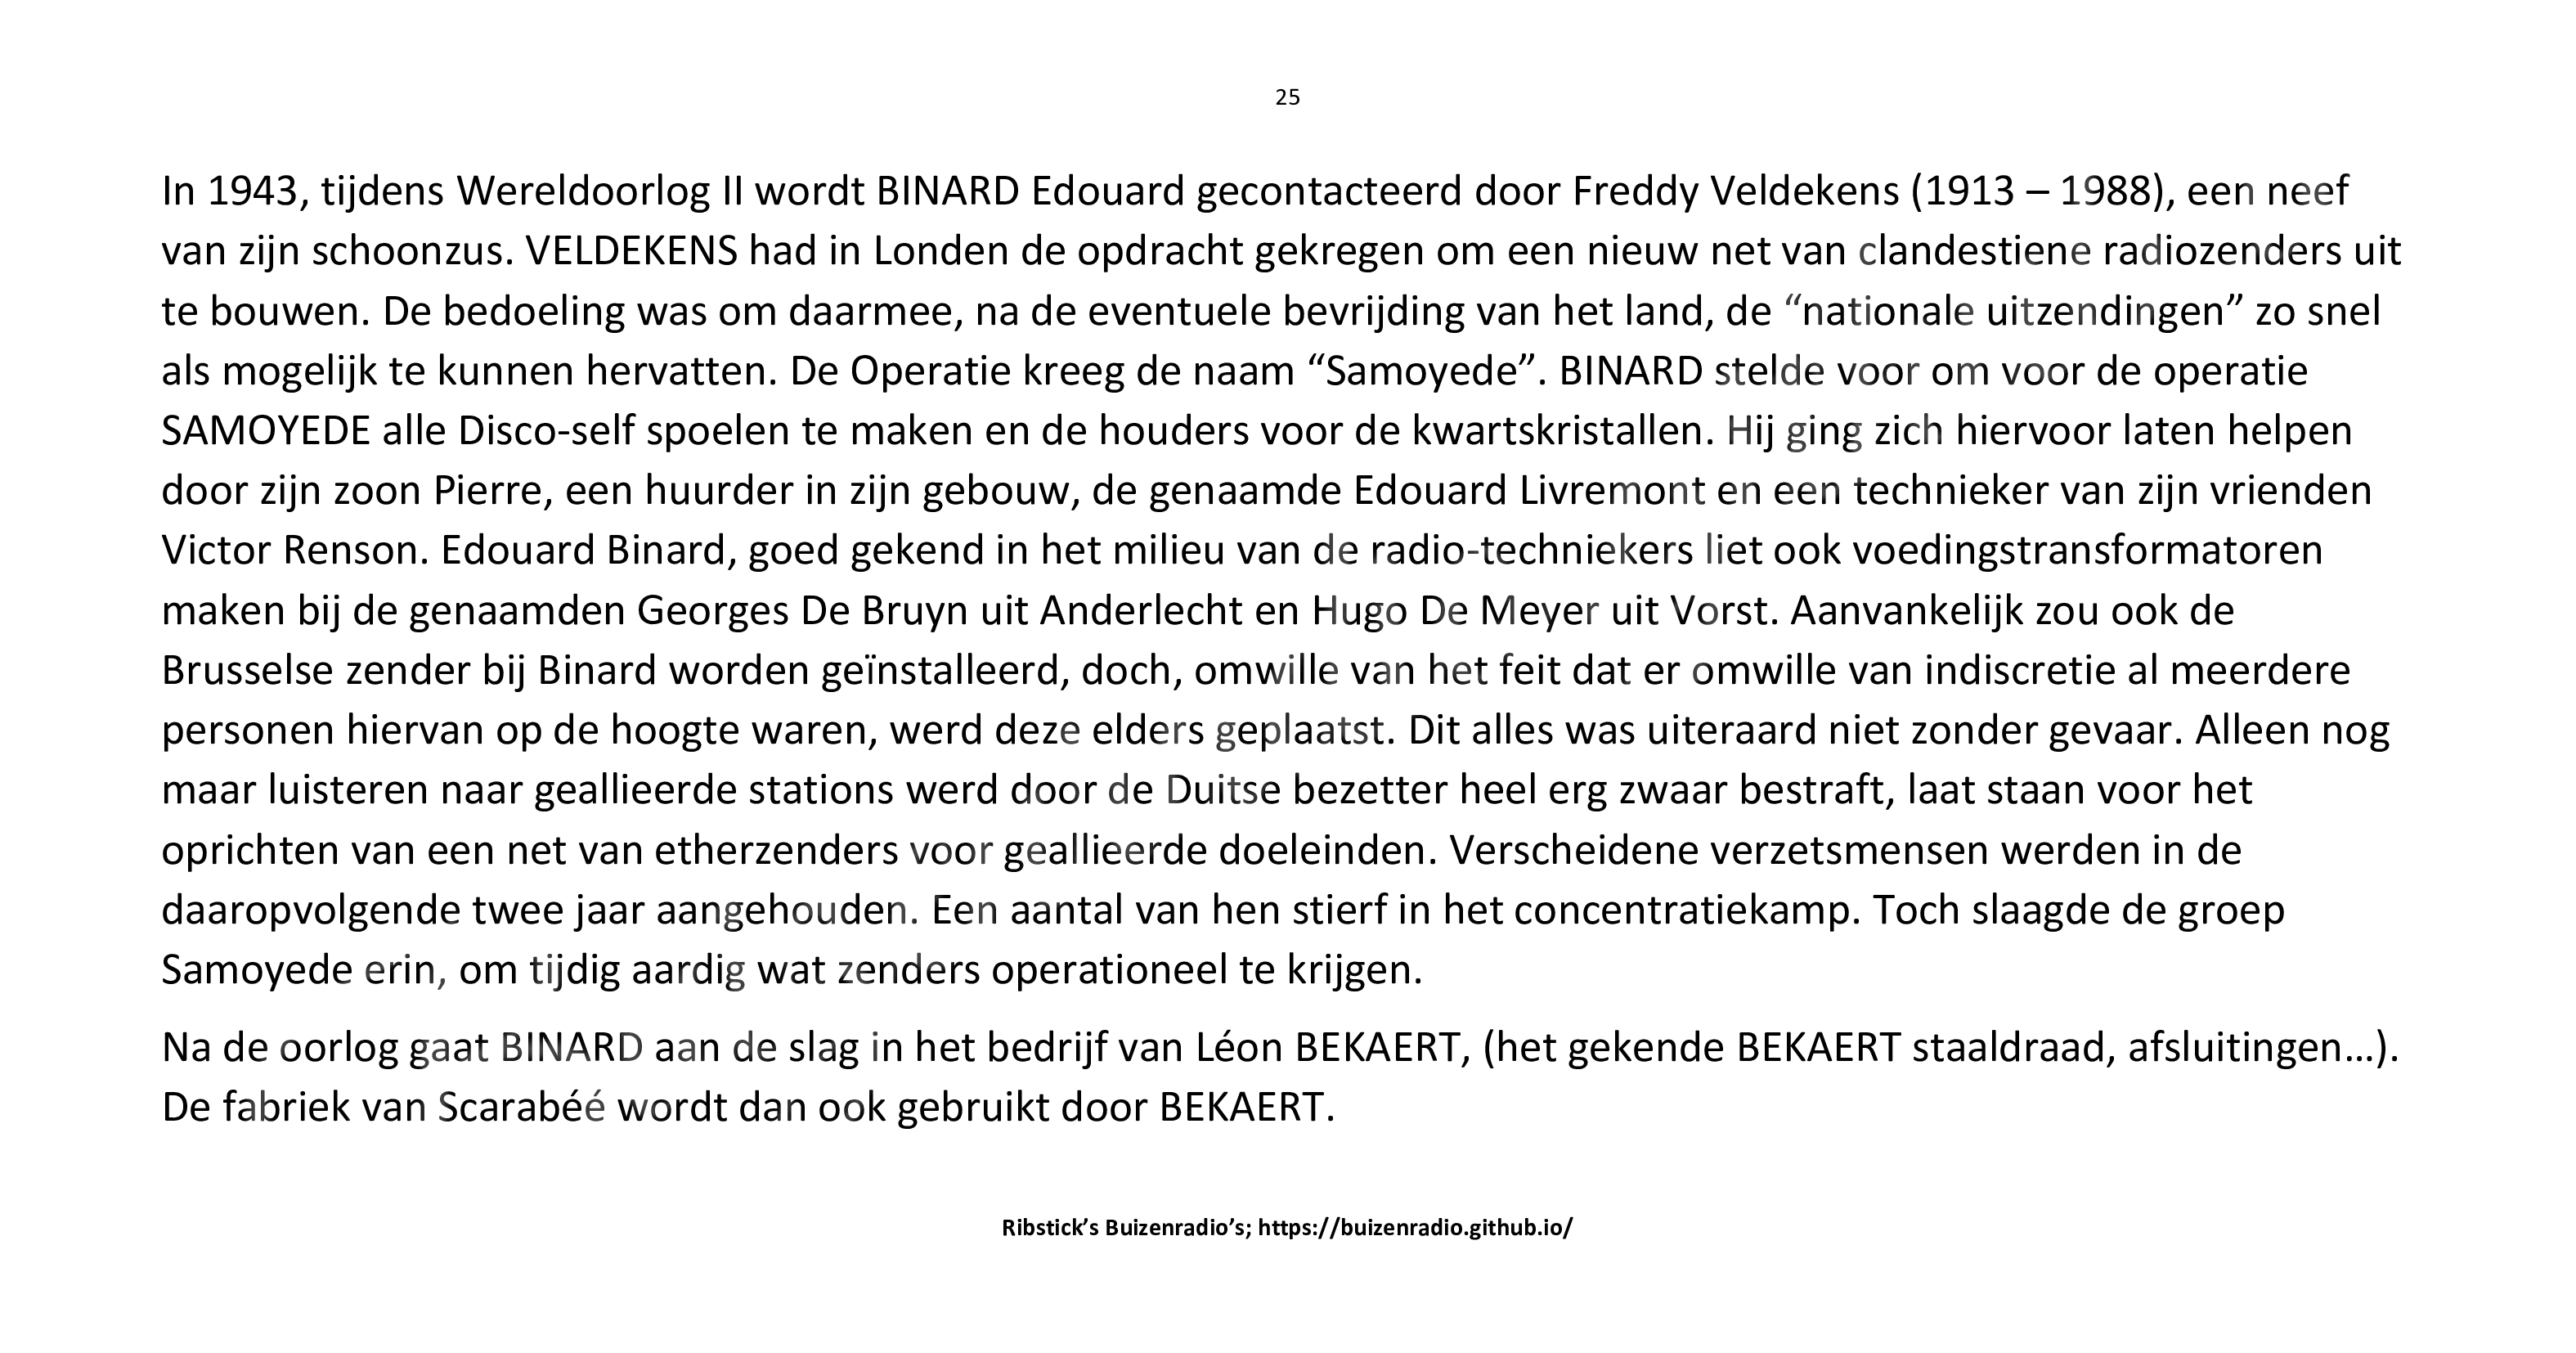 25
In 1943, tijdens Wereldoorlog II wordt BINARD Edouard gecontacteerd door Freddy Veldekens (1913 – 1988), een neef
van zijn schoonzus. VELDEKENS had in Londen de opdracht gekregen om een nieuw net van clandestiene radiozenders uit
te bouwen. De bedoeling was om daarmee, na de eventuele bevrijding van het land, de “nationale uitzendingen” zo snel
als mogelijk te kunnen hervatten. De Operatie kreeg de naam “Samoyede”. BINARD stelde voor om voor de operatie
SAMOYEDE alle Disco-self spoelen te maken en de houders voor de kwartskristallen. Hij ging zich hiervoor laten helpen
door zijn zoon Pierre, een huurder in zijn gebouw, de genaamde Edouard Livremont en een technieker van zijn vrienden
Victor Renson. Edouard Binard, goed gekend in het milieu van de radio-techniekers liet ook voedingstransformatoren
maken bij de genaamden Georges De Bruyn uit Anderlecht en Hugo De Meyer uit Vorst. Aanvankelijk zou ook de
Brusselse zender bij Binard worden geïnstalleerd, doch, omwille van het feit dat er omwille van indiscretie al meerdere
personen hiervan op de hoogte waren, werd deze elders geplaatst. Dit alles was uiteraard niet zonder gevaar. Alleen nog
maar luisteren naar geallieerde stations werd door de Duitse bezetter heel erg zwaar bestraft, laat staan voor het
oprichten van een net van etherzenders voor geallieerde doeleinden. Verscheidene verzetsmensen werden in de
daaropvolgende twee jaar aangehouden. Een aantal van hen stierf in het concentratiekamp. Toch slaagde de groep
Samoyede erin, om tijdig aardig wat zenders operationeel te krijgen.
Na de oorlog gaat BINARD aan de slag in het bedrijf van Léon BEKAERT, (het gekende BEKAERT staaldraad, afsluitingen…).
De fabriek van Scarabéé wordt dan ook gebruikt door BEKAERT.
Ribstick’s Buizenradio’s; https://buizenradio.github.io/